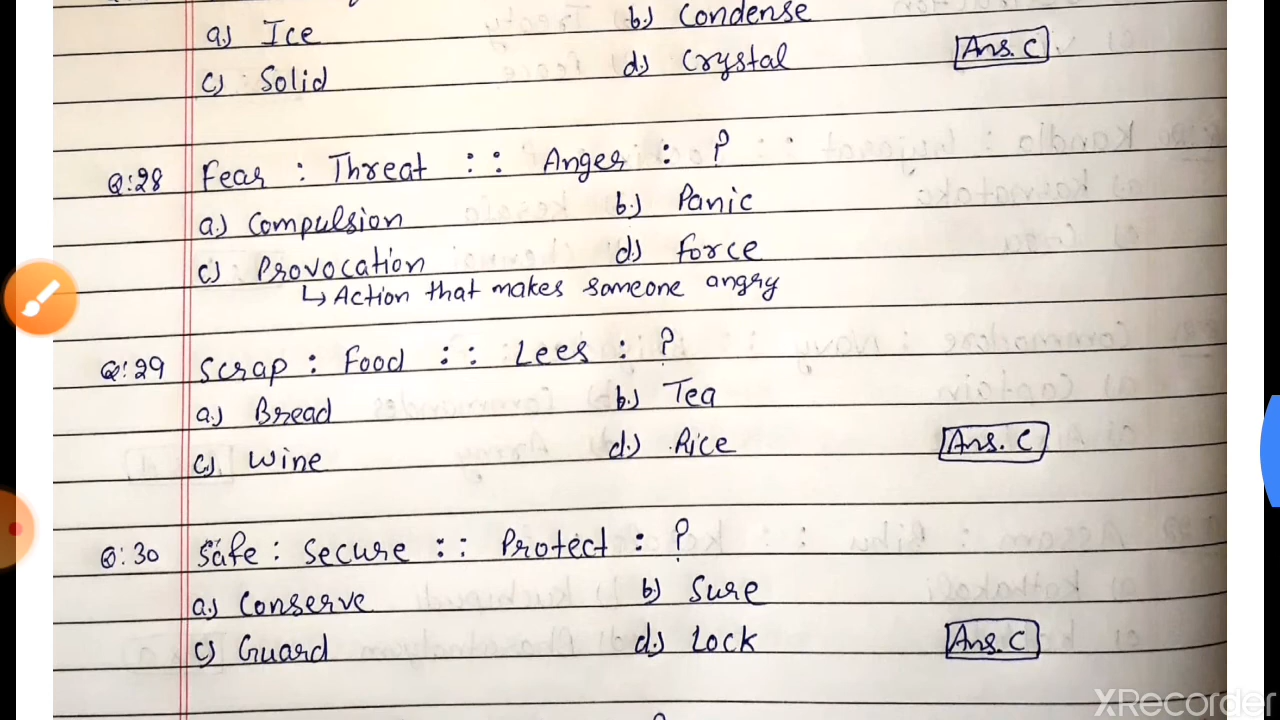 a) Ice b.) Condense
c) Solid d.) Crystal Ans. C
Q:28 Fear : Threat :: Anger : ?
a.) Compulsion b.) Panic
c) Provocation d.) Force
↳ Action that makes someone angry
Q:29 Scrap : Food :: Lees : ?
a.) Bread b.) Tea
c) Wine d.) Rice Ans. C
Q:30 Safe : Secure :: Protect : ?
a.) Conserve b) Sure
c) Guard d.) Lock Ans. C
XRecorder